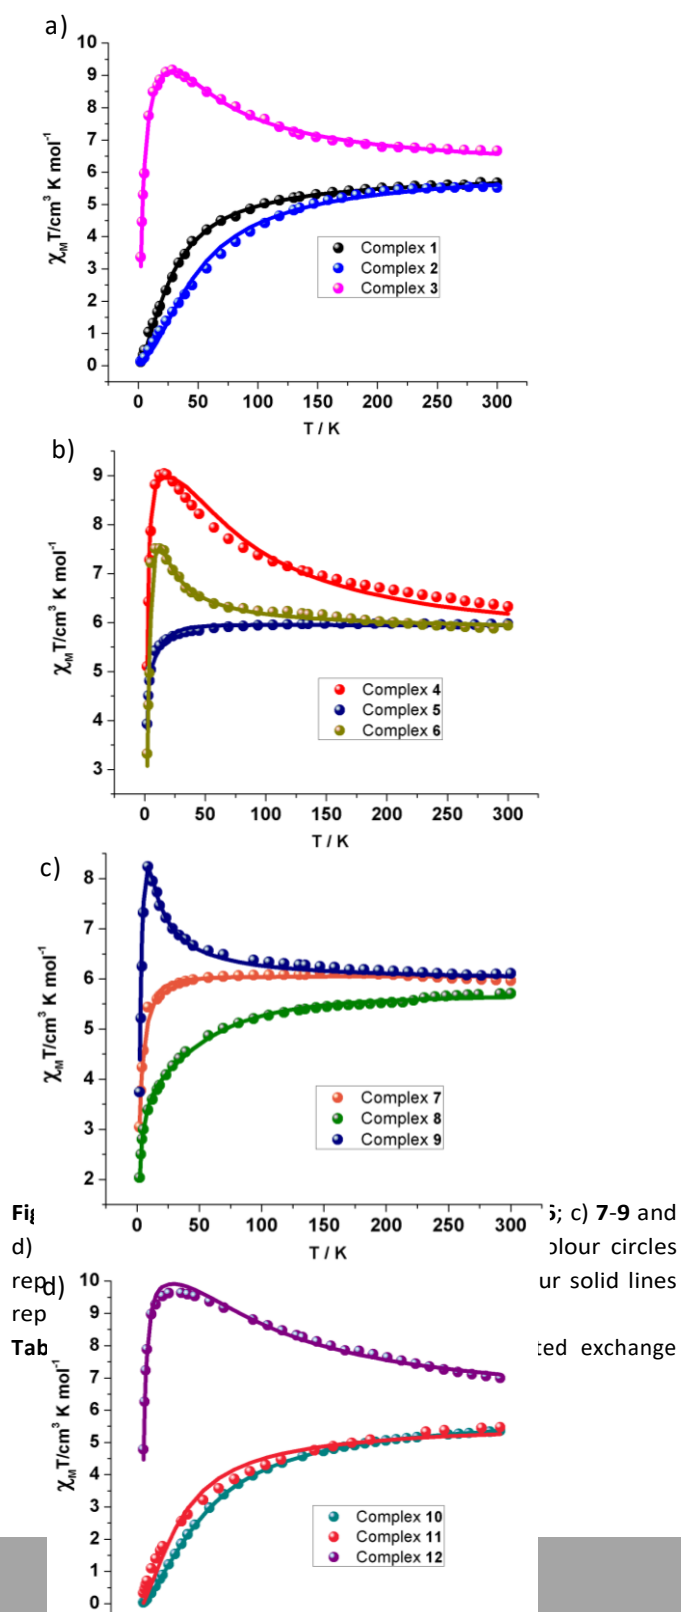 a)
10
9
8
7
6
5
4
3
2
1
0
χMT/cm³ K mol⁻¹
Complex 1
Complex 2
Complex 3
0 50 100 150 200 250 300
T / K
b)
9
8
7
6
5
4
3
χMT/cm³ K mol⁻¹
Complex 4
Complex 5
Complex 6
0 50 100 150 200 250 300
T / K
c)
8
7
6
5
4
3
2
χMT/cm³ K mol⁻¹
Complex 7
Complex 8
Complex 9
0 50 100 150 200 250 300
T / K
; c) 7-9 and
d) olour circles
rep ur solid lines
rep
Tab ted exchange
d)
10
9
8
7
6
5
4
3
2
1
0
χMT/cm³ K mol⁻¹
Complex 10
Complex 11
Complex 12